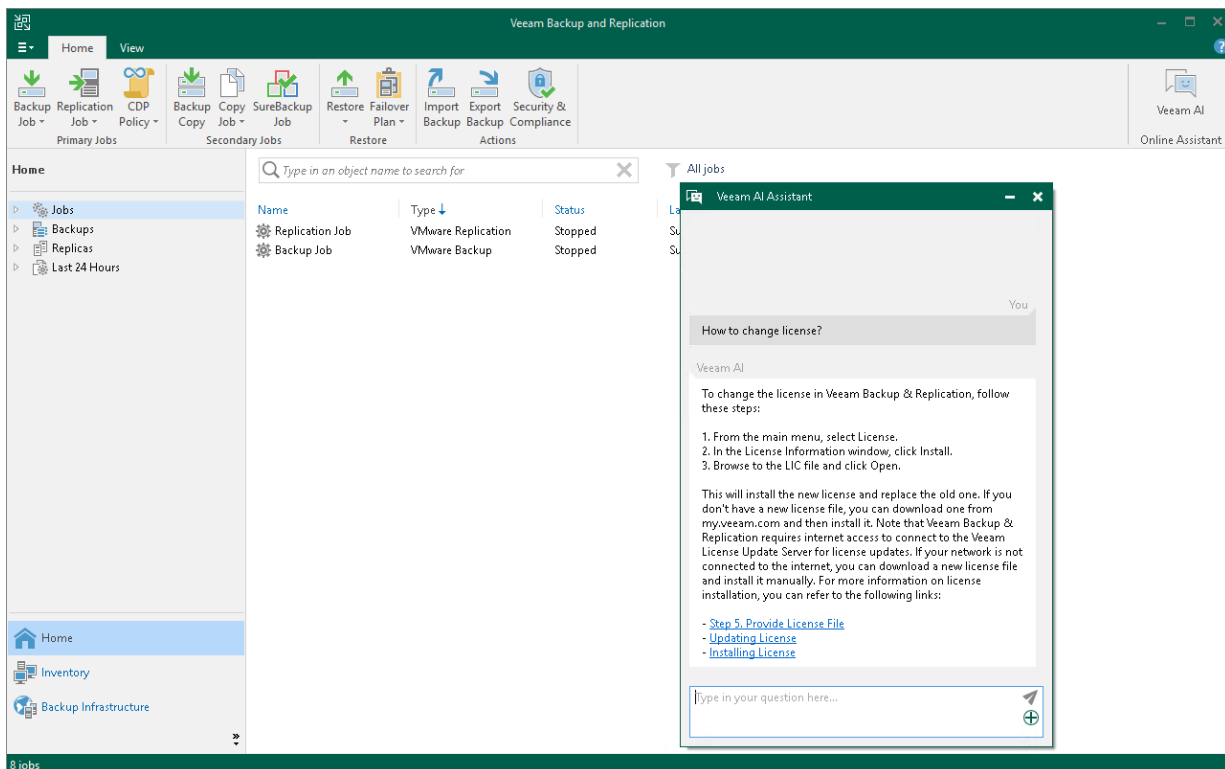 Veeam Backup and Replication
Home View
Backup Replication CDP Backup Copy SureBackup Restore Failover Import Export Security & Veeam AI
Job Job Policy Copy Job Job Plan Backup Backup Compliance
Primary Jobs Secondary Jobs Restore Actions Online Assistant
Home
Type in an object name to search for
All jobs
Veeam AI Assistant
Jobs
Backups
Replicas
Last 24 Hours
Name Type Status La
Replication Job VMware Replication Stopped Su
Backup Job VMware Backup Stopped Su
You
How to change license?
Veeam AI
To change the license in Veeam Backup & Replication, follow
these steps:
1. From the main menu, select License.
2. In the License Information window, click Install.
3. Browse to the LIC file and click Open.
This will install the new license and replace the old one. If you
don't have a new license file, you can download one from
my.veeam.com and then install it. Note that Veeam Backup &
Replication requires internet access to connect to the Veeam
License Update Server for license updates. If your network is not
connected to the internet, you can download a new license file
and install it manually. For more information on license
installation, you can refer to the following links:
- Step 5. Provide License File
- Updating License
- Installing License
Type in your question here...
Home
Inventory
Backup Infrastructure
8 jobs